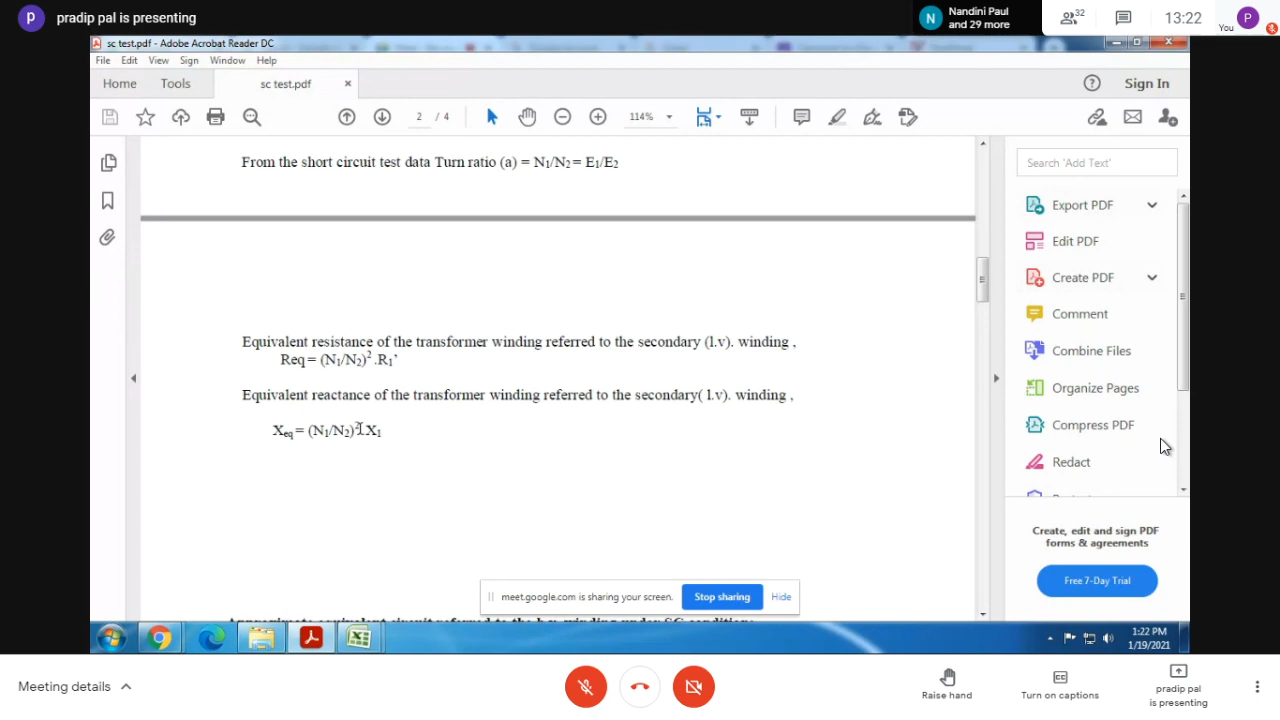 p pradip pal is presenting
N Nandini Paul
and 29 more
32
13:22
You P
sc test.pdf - Adobe Acrobat Reader DC
File Edit View Sign Window Help
Home Tools sc test.pdf × ? Sign In
2 / 4 114%
From the short circuit test data Turn ratio (a) = N₁/N₂ = E₁/E₂
Search 'Add Text'
Export PDF
Edit PDF
Create PDF
Comment
Combine Files
Organize Pages
Compress PDF
Redact
Equivalent resistance of the transformer winding referred to the secondary (l.v). winding ,
Req = (N₁/N₂)² .R₁’
Equivalent reactance of the transformer winding referred to the secondary( l.v). winding ,
Xeq = (N₁/N₂)² X₁
Create, edit and sign PDF
forms & agreements
Free 7-Day Trial
meet.google.com is sharing your screen. Stop sharing Hide
1:22 PM
1/19/2021
Meeting details
Raise hand
CC
Turn on captions
pradip pal
is presenting